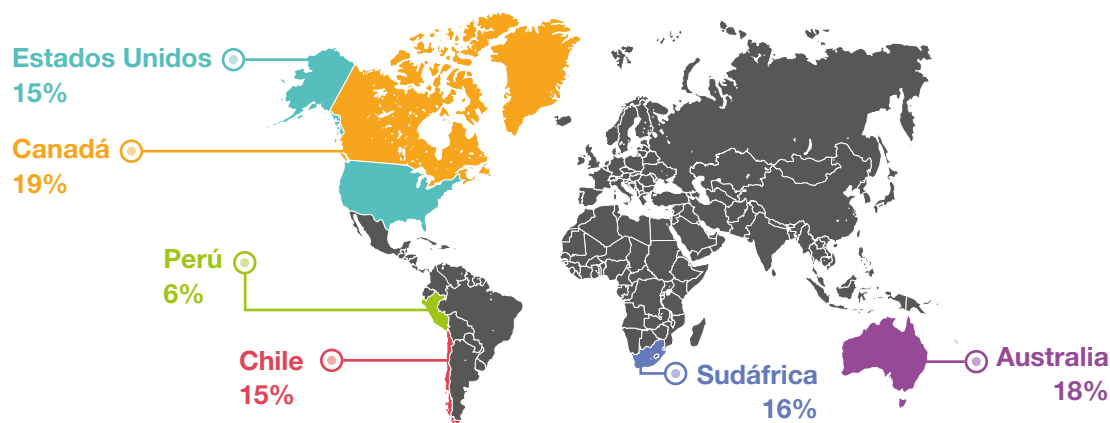 Estados Unidos
15%
Canadá
19%
Perú
6%
Chile
15%
Sudáfrica
16%
Australia
18%